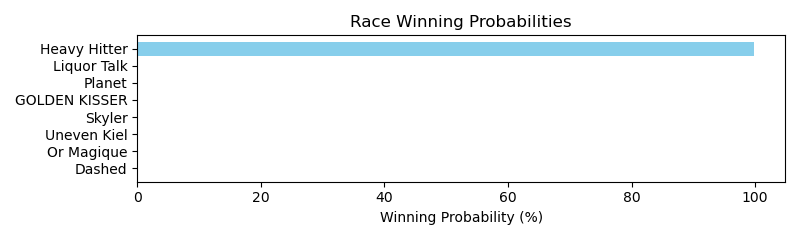 Race Winning Probabilities
Heavy Hitter
Liquor Talk
Planet
GOLDEN KISSER
Skyler
Uneven Kiel
Or Magique
Dashed
0 20 40 60 80 100
Winning Probability (%)